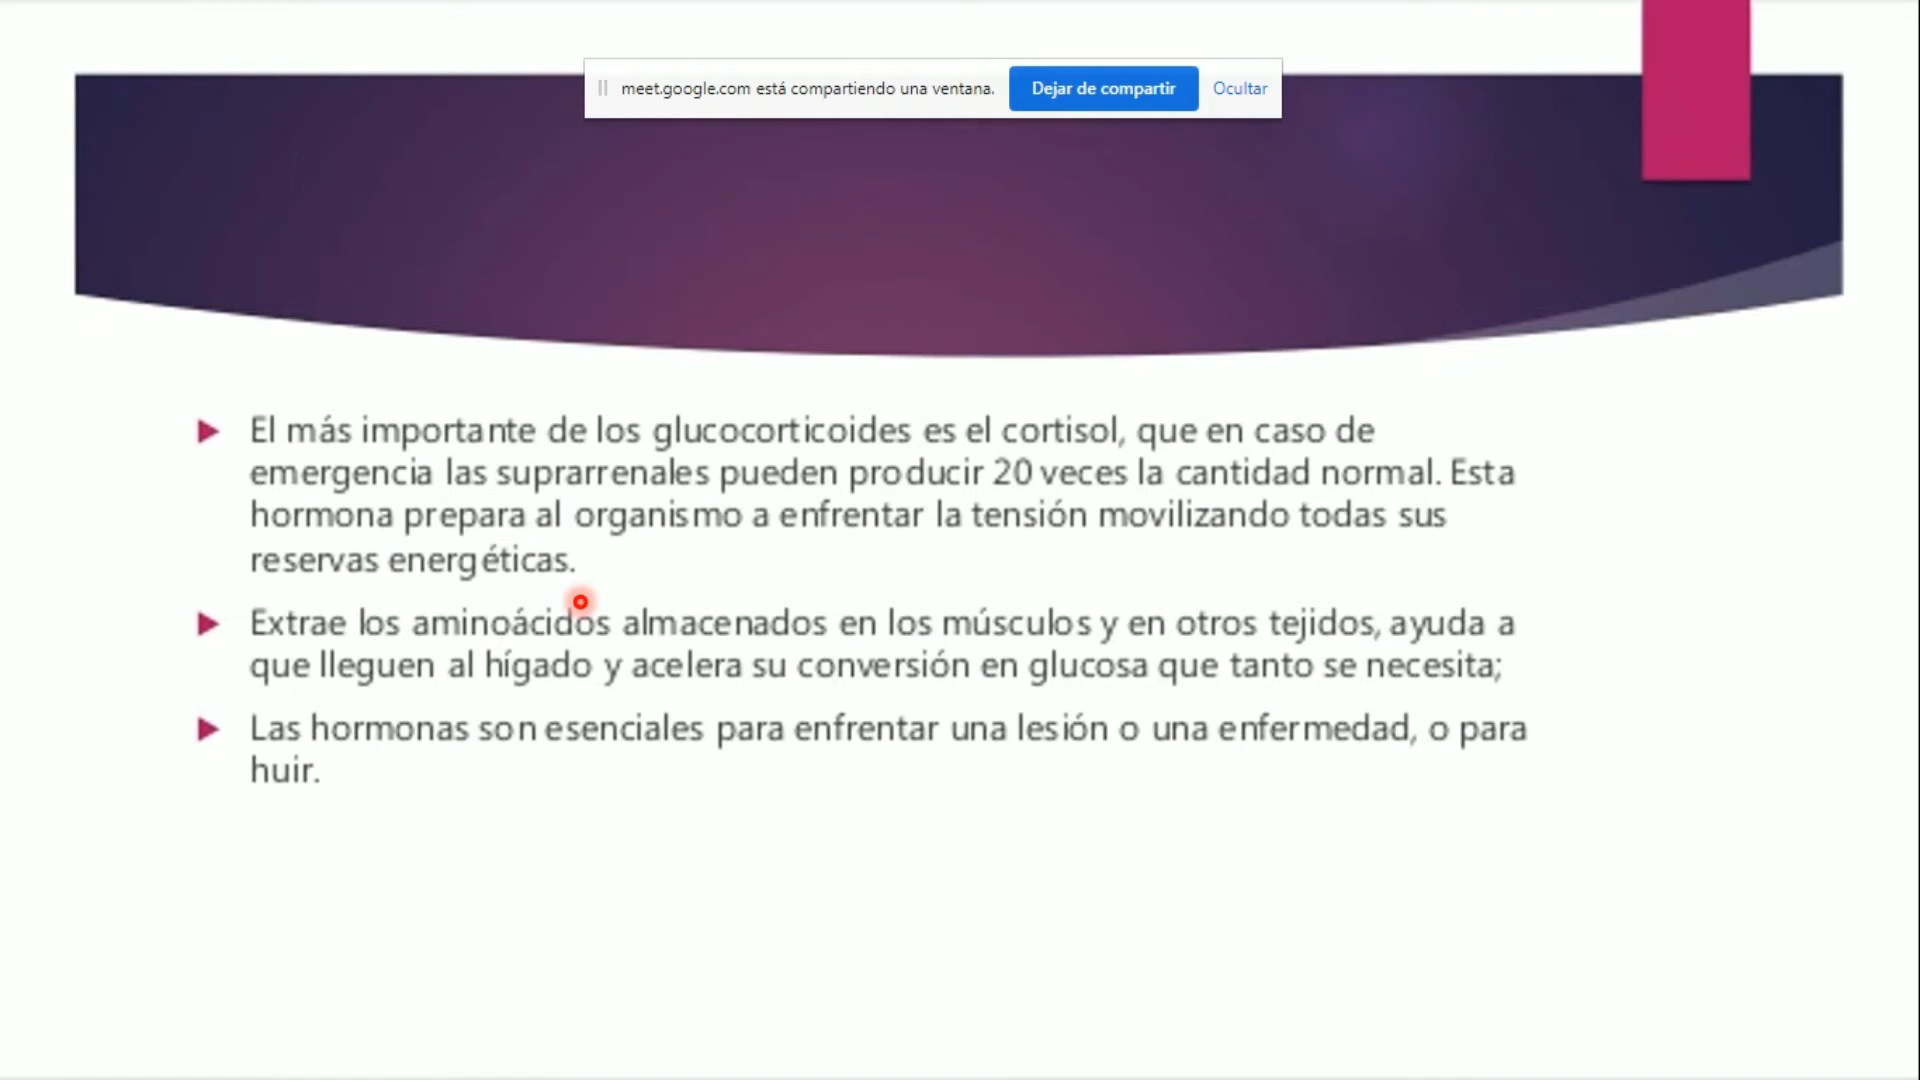 meet.google.com está compartiendo una ventana. Dejar de compartir Ocultar
El más importante de los glucocorticoides es el cortisol, que en caso de
emergencia las suprarrenales pueden producir 20 veces la cantidad normal. Esta
hormona prepara al organismo a enfrentar la tensión movilizando todas sus
reservas energéticas.
Extrae los aminoácidos almacenados en los músculos y en otros tejidos, ayuda a
que lleguen al hígado y acelera su conversión en glucosa que tanto se necesita;
Las hormonas son esenciales para enfrentar una lesión o una enfermedad, o para
huir.